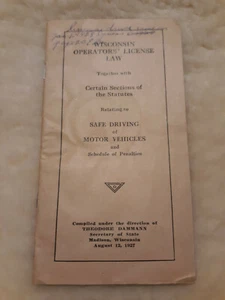 WISCONSIN
OPERATORS' LICENSE
LAW
Together with
Certain Sections of
the Statutes
Relating to
SAFE DRIVING
of
MOTOR VEHICLES
and
Schedule of Penalties
Compiled under the direction of
THEODORE DAMMANN
Secretary of State
Madison, Wisconsin
August 12, 1927